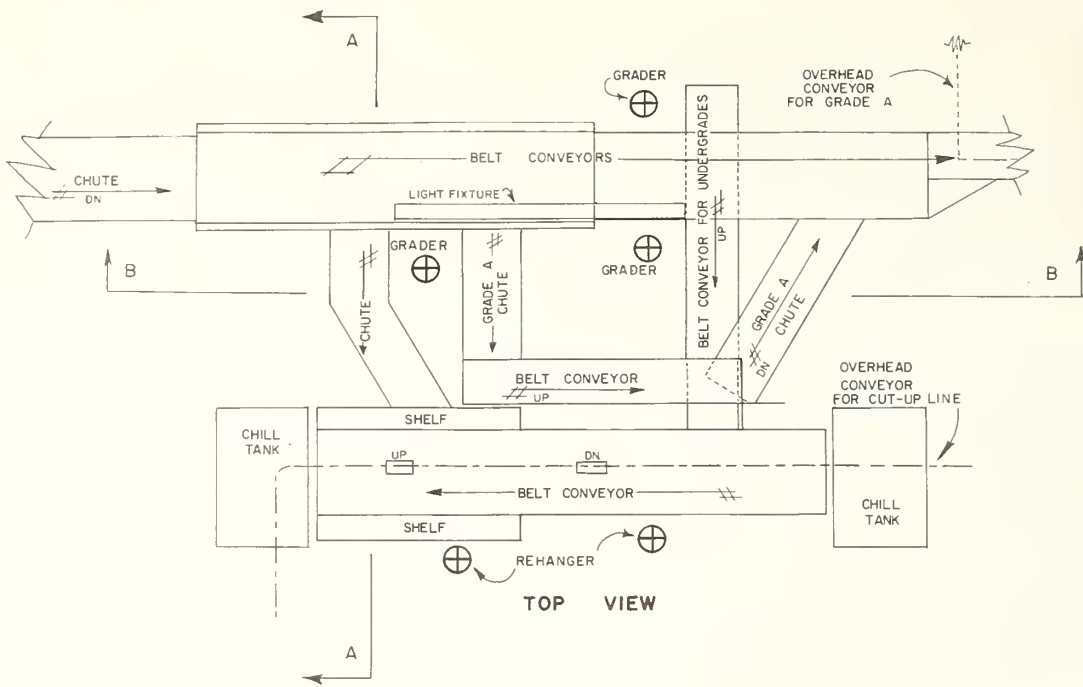 A
GRADER
OVERHEAD
CONVEYOR
FOR GRADE A
BELT CONVEYORS
CHUTE
DN
LIGHT FIXTURE
BELT CONVEYOR FOR UNDERGRADES
UP
B
GRADER
GRADER
B
CHUTE
GRADE A
CHUTE
GRADE A
CHUTE
DN
BELT CONVEYOR
UP
OVERHEAD
CONVEYOR
FOR CUT-UP LINE
SHELF
CHILL
TANK
UP
DN.
BELT CONVEYOR
CHILL
TANK
SHELF
REHANGER
TOP VIEW
A